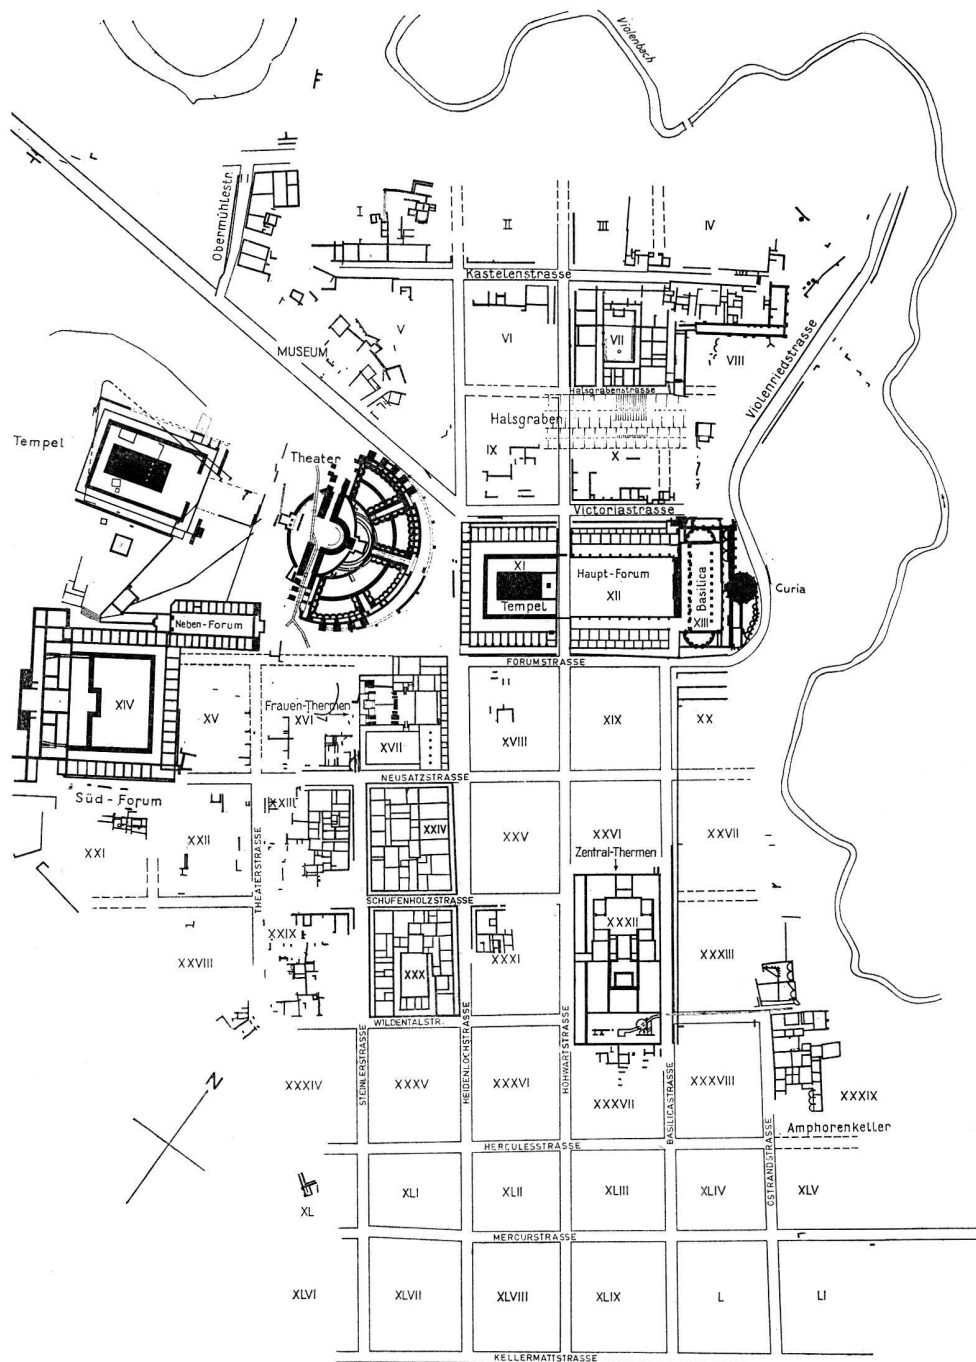 Violenbach
Obermühlestr.
I
II
III
IV
Kastelenstrasse
MUSEUM
V
VI
VII
VIII
Violenriedstrasse
Halsgrabenstrasse
Halsgraben
Tempel
Theater
IX
X
Victoriastrasse
XI
Tempel
Haupt-Forum
XII
Basilica
XIII
Curia
Neben-Forum
FORUMSTRASSE
XIV
XV
Frauen-Thermen
XVI
XVII
XVIII
XIX
XX
NEUSATZSTRASSE
Süd-Forum
XXI
XXII
THEATERSTRASSE
XXIII
XXIV
XXV
XXVI
XXVII
Zentral-Thermen
SCHUFENHOLZSTRASSE
XXVIII
XXIX
XXX
XXXI
XXXII
XXXIII
WILDENTALSTR.
STEINLERSTRASSE
HEIDENLOCHSTRASSE
HOHWARTSTRASSE
BASILICASTRASSE
OSTRANDSTRASSE
N
XXXIV
XXXV
XXXVI
XXXVII
XXXVIII
XXXIX
Amphorenkeller
HERCULESSTRASSE
XL
XLI
XLII
XLIII
XLIV
XLV
MERCURSTRASSE
XLVI
XLVII
XLVIII
XLIX
L
LI
KELLERMATTSTRASSE